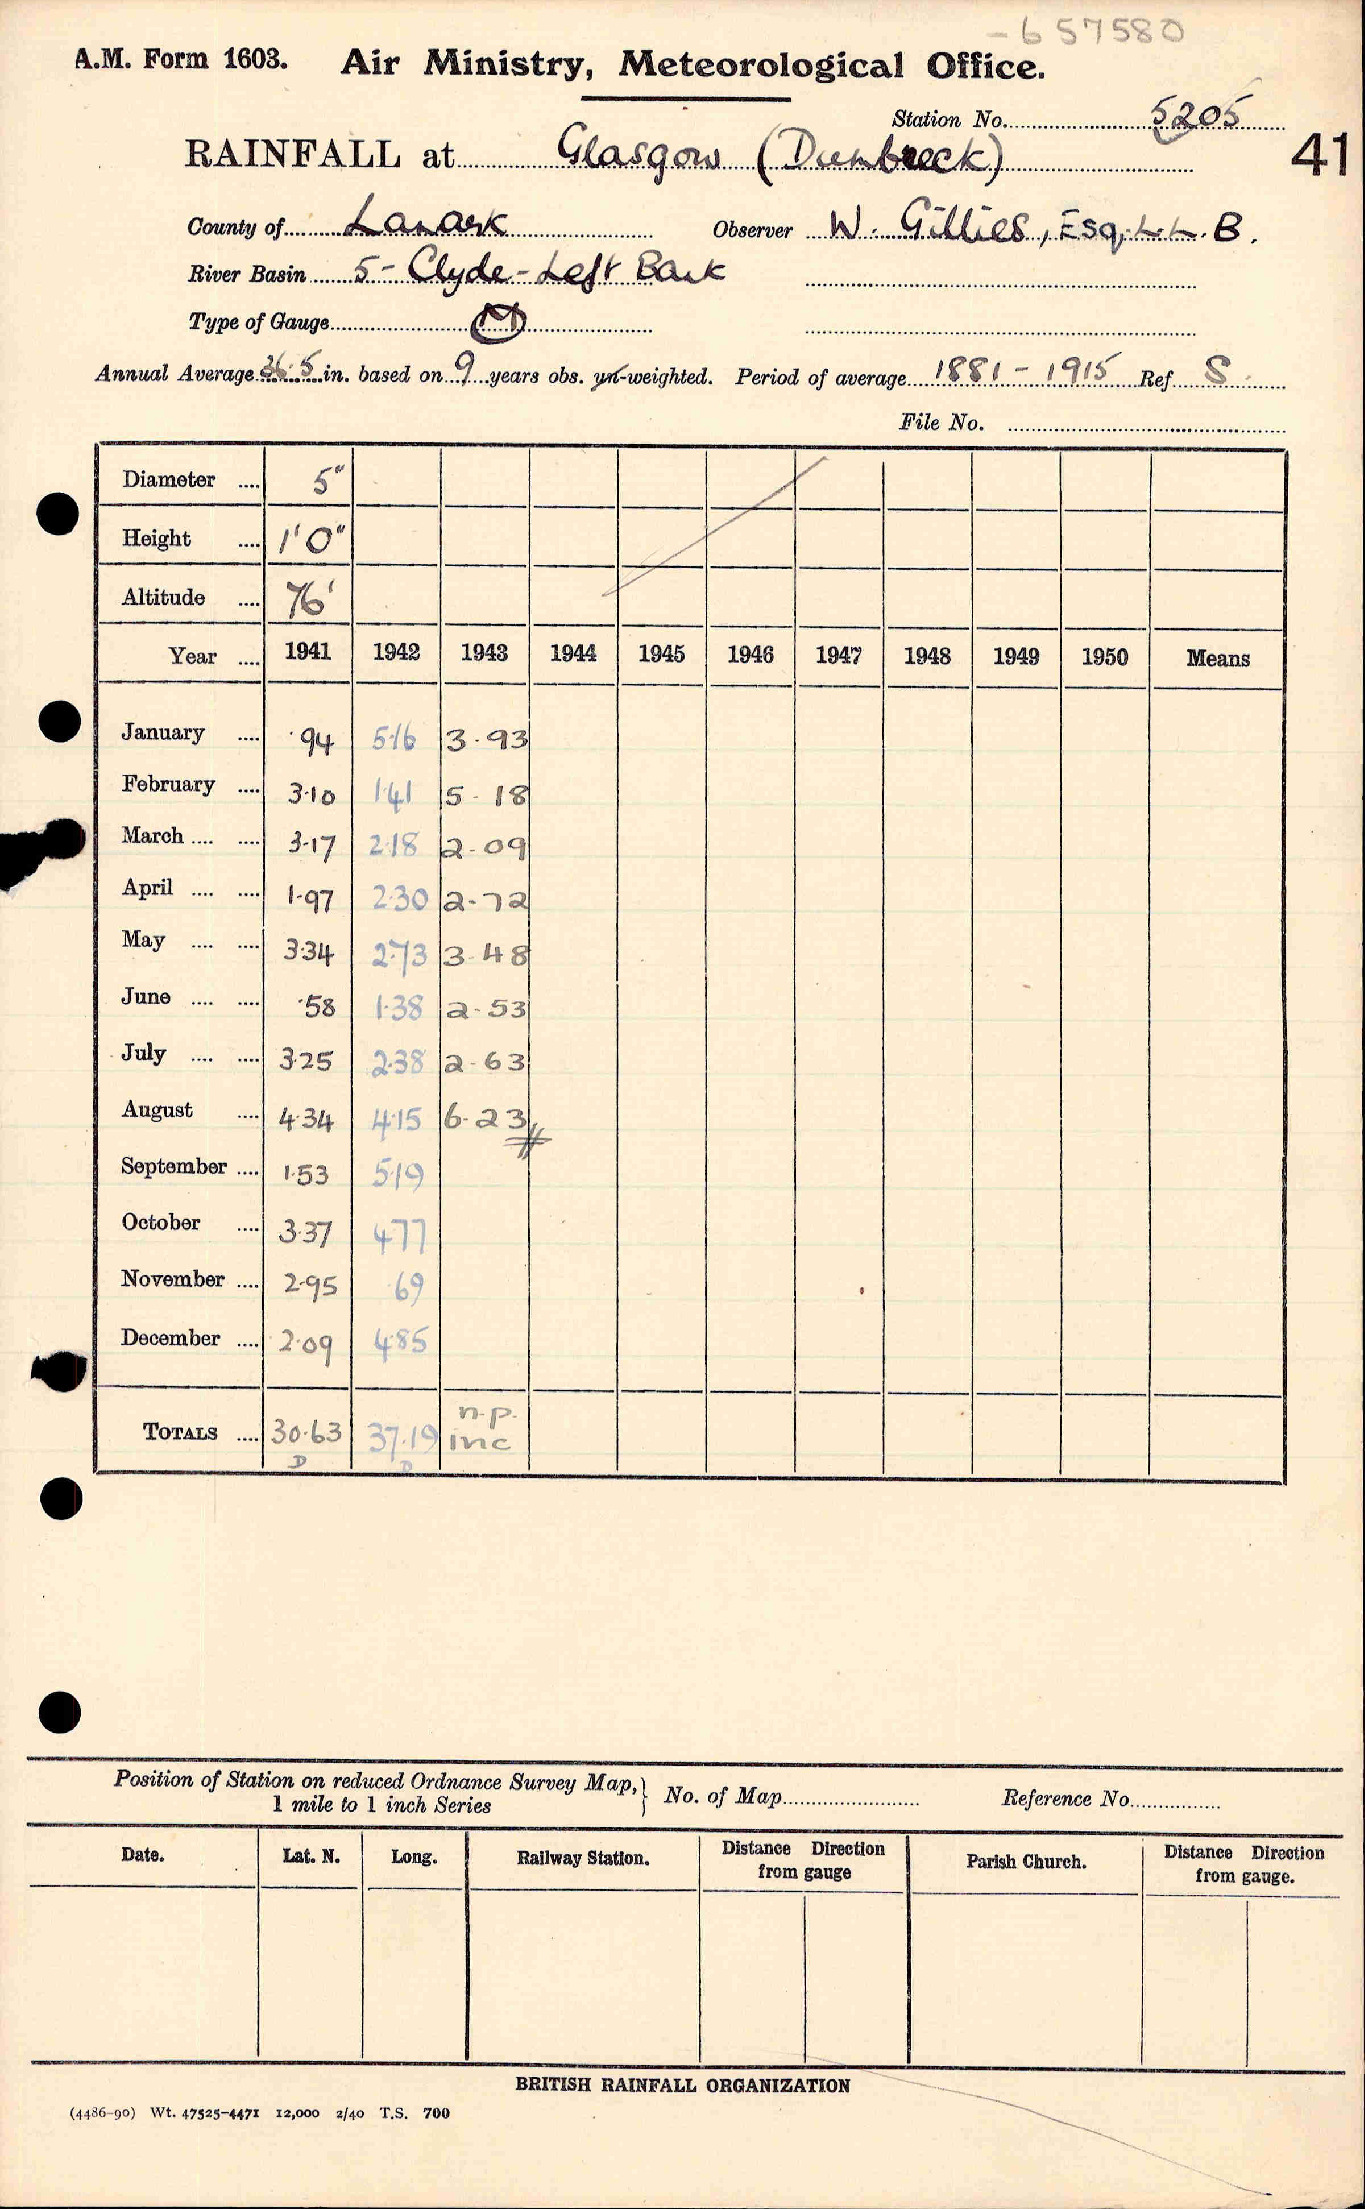 -657580
A.M. Form 1603. Air Ministry, Meteorological Office.
Station No. 5205
41
RAINFALL at Glasgow (Dumbreck)
County of Lanark Observer W. Gillies, Esq, L.L.B.
River Basin 5 - Clyde - Left Bank
Type of Gauge M
Annual Average 36.5 in. based on 9 years obs. un-weighted. Period of average 1881 - 1915 Ref S.
File No.
Diameter .... 5"
Height .... 1'0"
Altitude .... 76'
Year .... 1941 1942 1943 1944 1945 1946 1947 1948 1949 1950 Means
January .... .94 5.16 3.93
February .... 3.10 1.41 5.18
March .... .... 3.17 2.18 2.09
April .... .... 1.97 2.30 2.72
May .... .... 3.34 2.73 3.48
June .... .... .58 1.38 2.53
July .... .... 3.25 2.38 2.63
August .... 4.34 4.15 6.23
September .... 1.53 5.19
October .... 3.37 4.77
November .... 2.95 .69
December .... 2.09 4.85
n.p.
TOTALS .... 30.63 37.19 inc
D D
Position of Station on reduced Ordnance Survey Map, } No. of Map Reference No.
1 mile to 1 inch Series
Date. Lat. N. Long. Railway Station. Distance from gauge Direction Parish Church. Distance from gauge. Direction
BRITISH RAINFALL ORGANIZATION
(4486-90) Wt. 47525-4471 12,000 2/40 T.S. 700